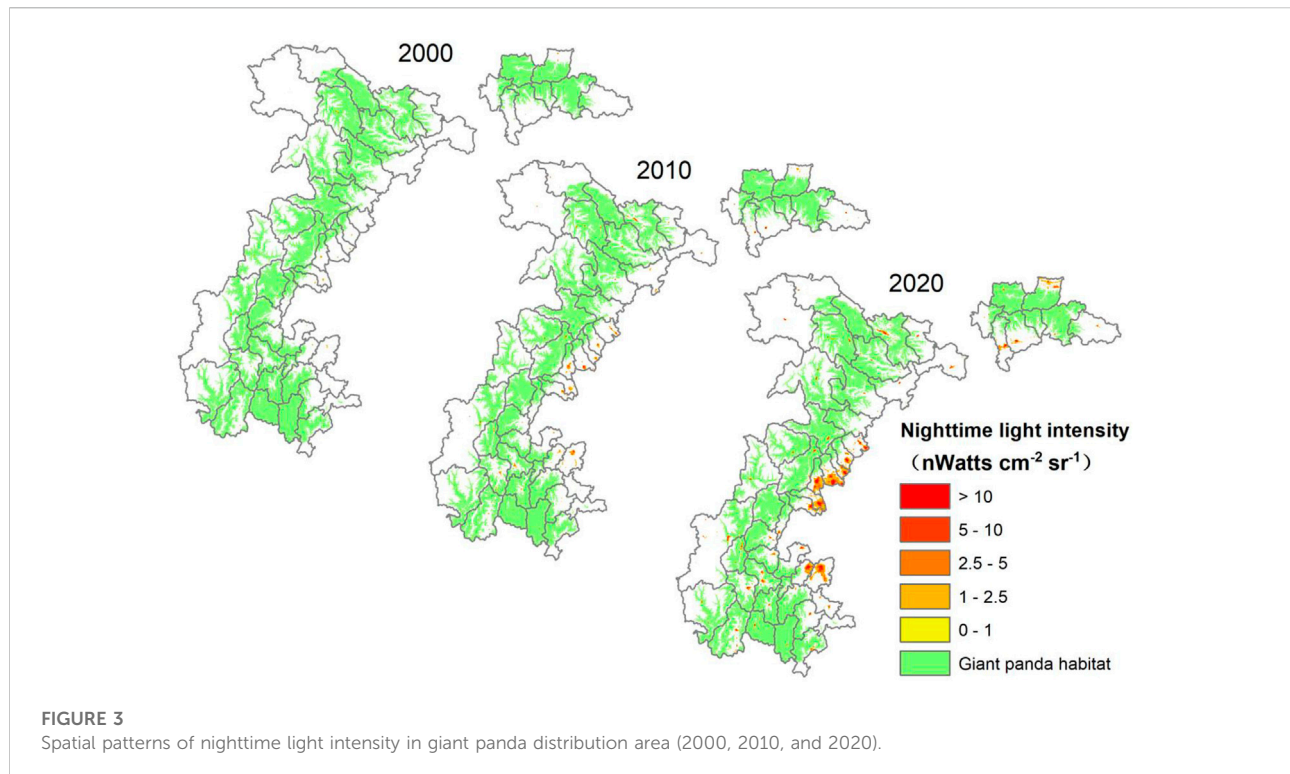 2000
2010
2020
Nighttime light intensity
（nWatts cm⁻² sr⁻¹）
> 10
5 - 10
2.5 - 5
1 - 2.5
0 - 1
Giant panda habitat
FIGURE 3
Spatial patterns of nighttime light intensity in giant panda distribution area (2000, 2010, and 2020).